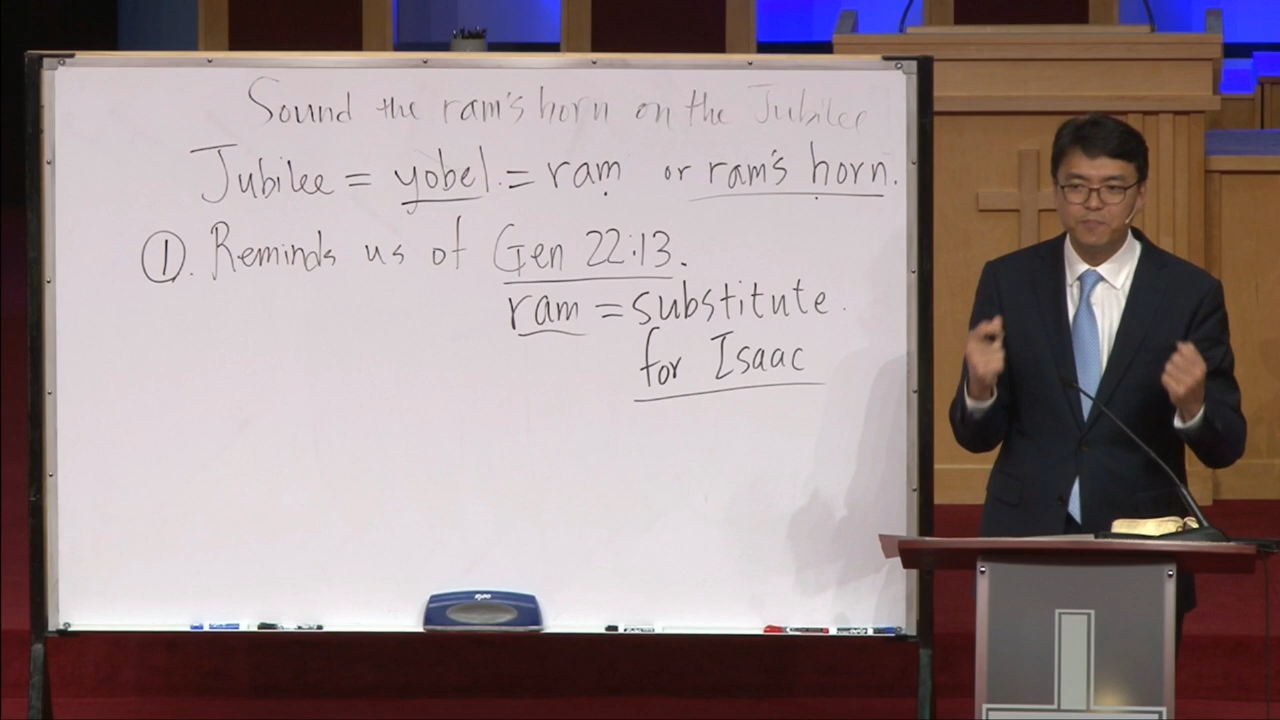 Sound the ram's horn on the Jubilee
Jubilee = yobel. = ram or ram's horn.
①. Reminds us of Gen 22:13.
ram = substitute.
for Isaac
EXPO